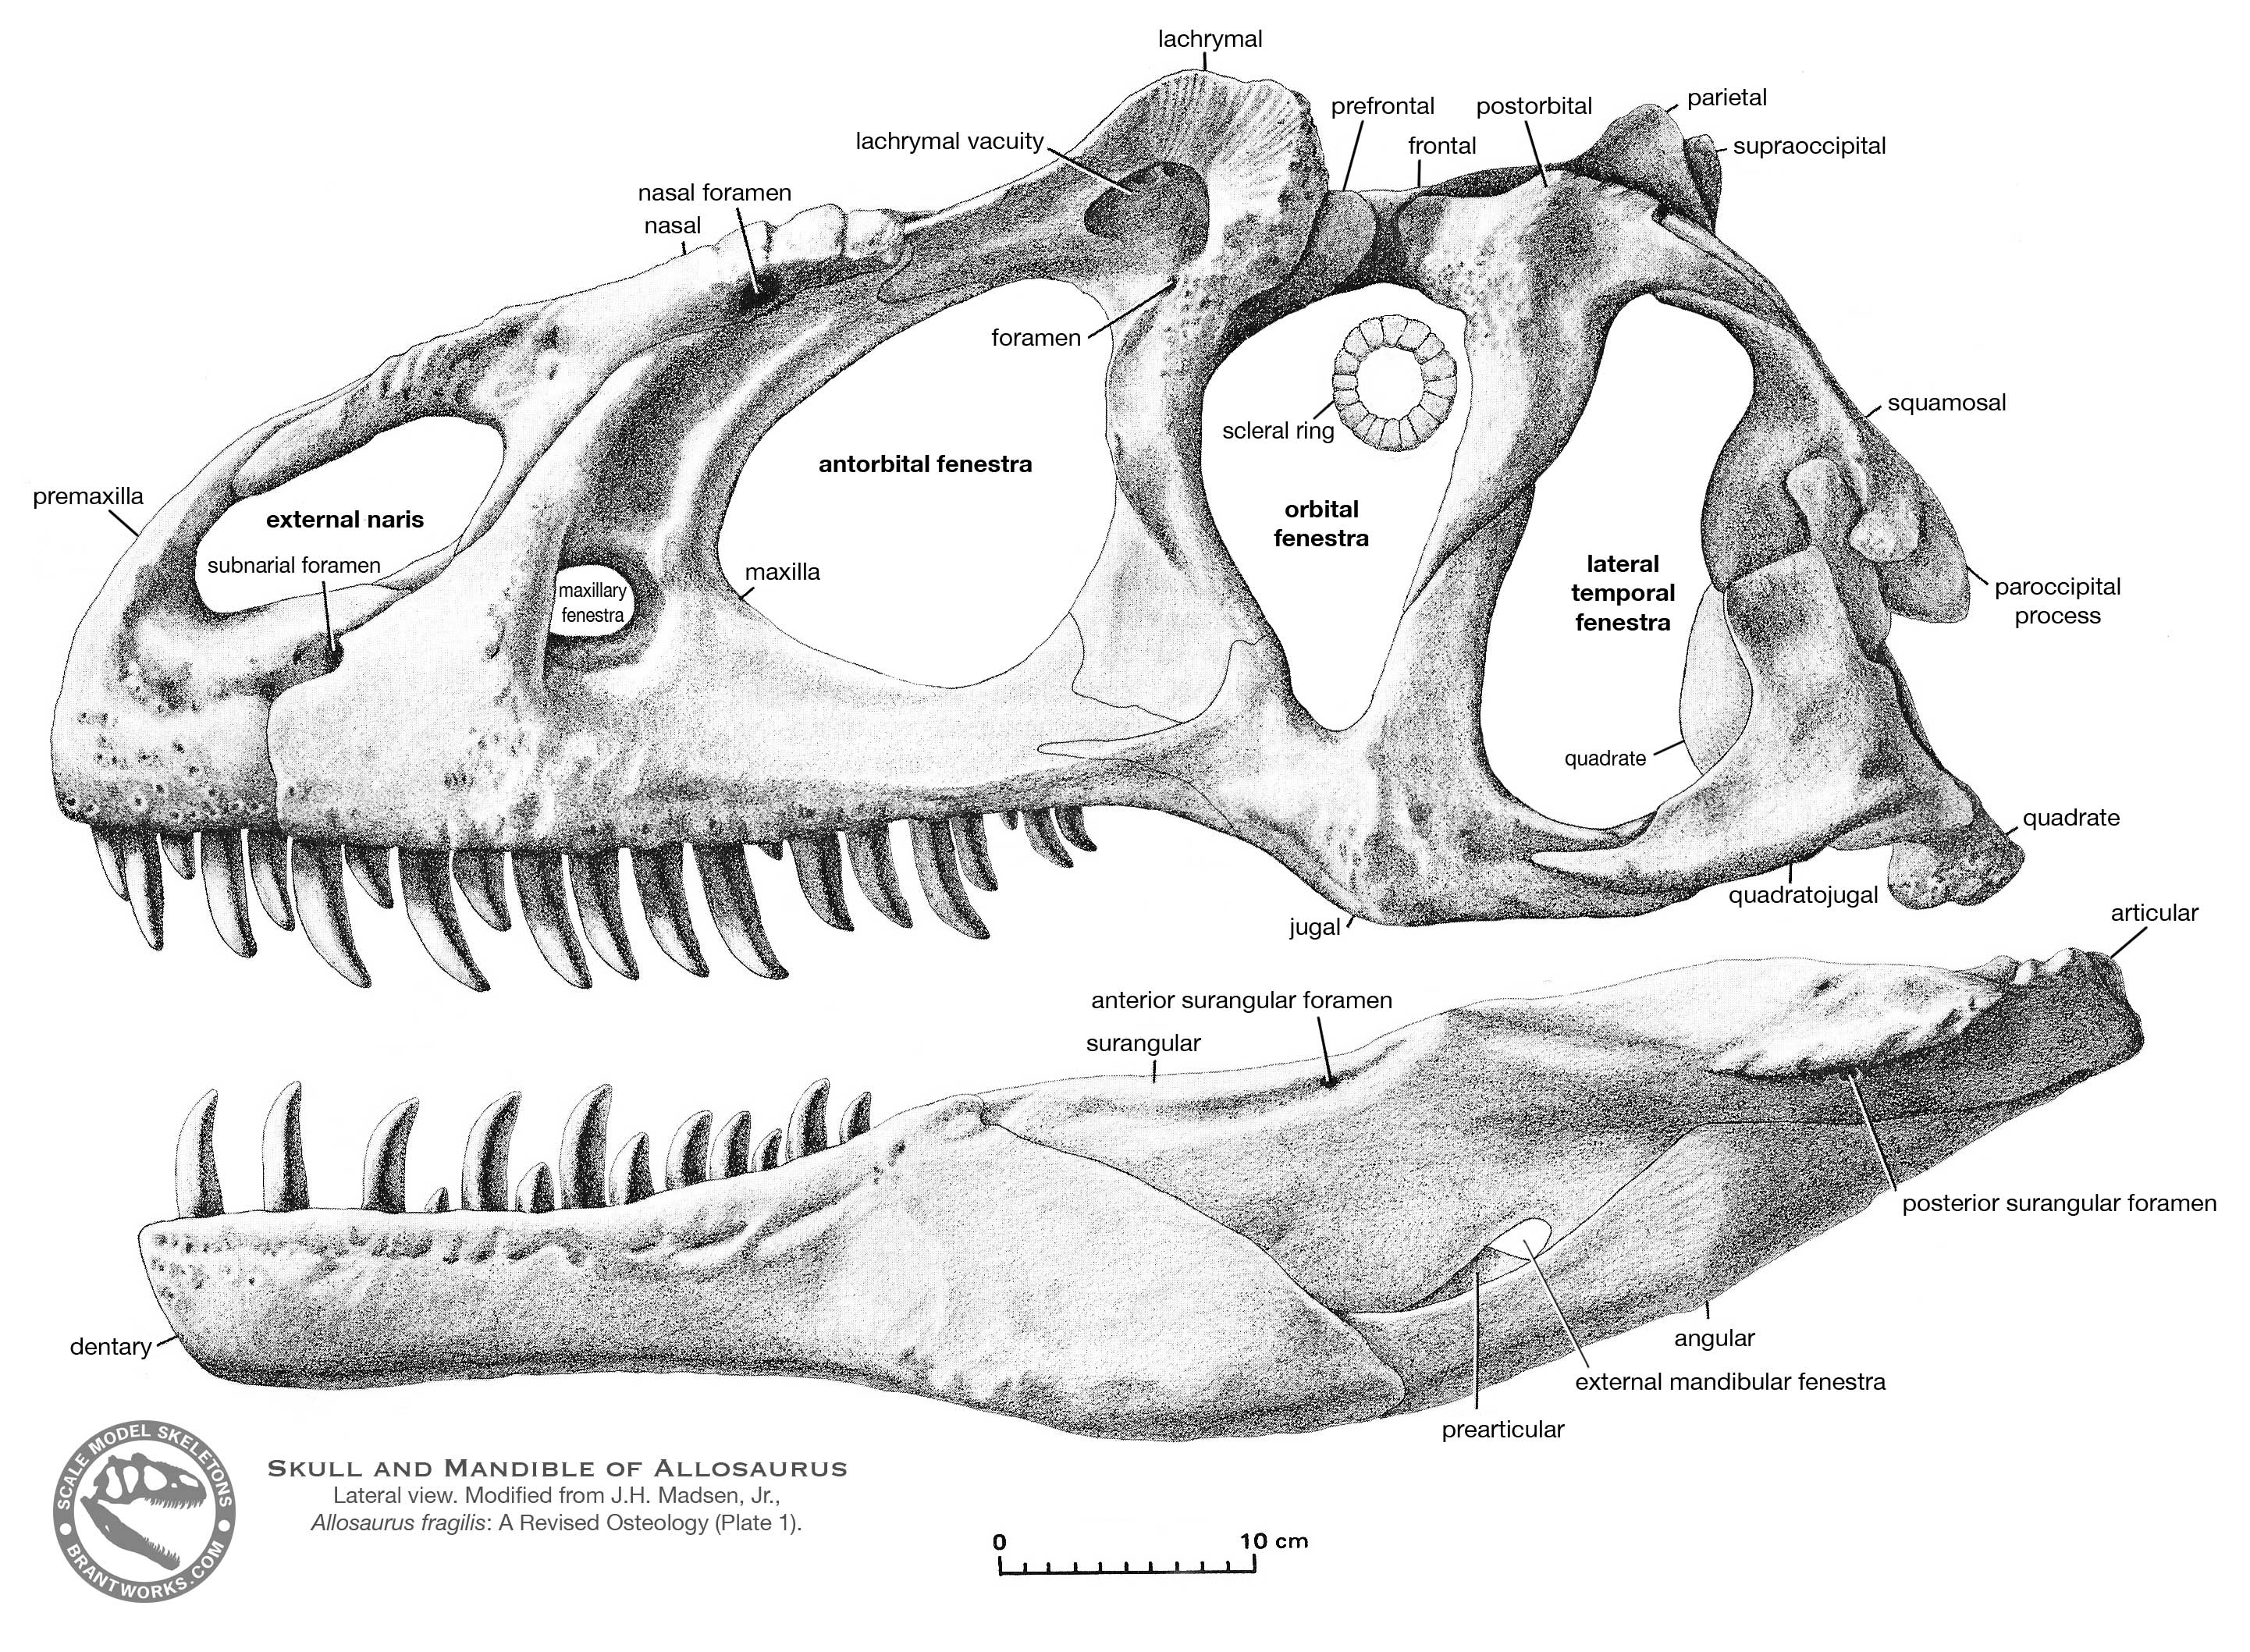 lachrymal
prefrontal
postorbital
parietal
lachrymal vacuity
frontal
supraoccipital
nasal foramen
nasal
foramen
scleral ring
squamosal
antorbital fenestra
premaxilla
external naris
orbital
fenestra
subnarial foramen
maxillary
fenestra
maxilla
lateral
temporal
fenestra
paroccipital
process
quadrate
quadrate
quadratojugal
jugal
articular
anterior surangular foramen
surangular
posterior surangular foramen
dentary
angular
external mandibular fenestra
prearticular
SCALE MODEL SKELETONS
BRANTWORKS.COM
SKULL AND MANDIBLE OF ALLOSAURUS
Lateral view. Modified from J.H. Madsen, Jr.,
Allosaurus fragilis: A Revised Osteology (Plate 1).
0 10 cm